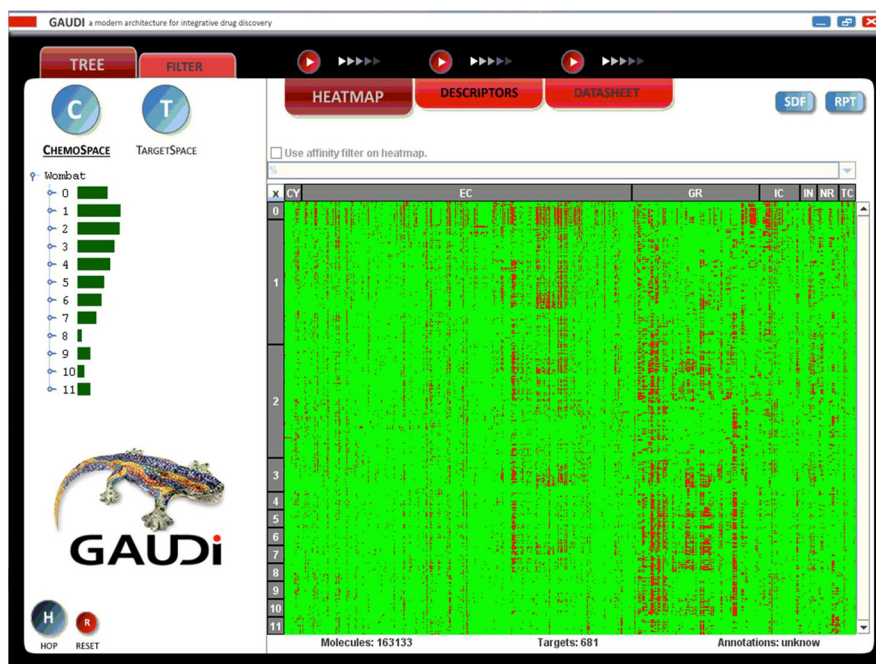 GAUDI a modern architecture for integrative drug discovery
TREE
FILTER
HEATMAP
DESCRIPTORS
DATASHEET
SDF
RPT
C
T
CHEMOSPACE
TARGETSPACE
Use affinity filter on heatmap.
%
Wombat
0
1
2
3
4
5
6
7
8
9
10
11
x CY EC GR IC IN NR TC
0
1
2
3
4
5
6
7
8
9
10
11
GAUDi
H
R
HOP
RESET
Molecules: 163133 Targets: 681 Annotations: unknow